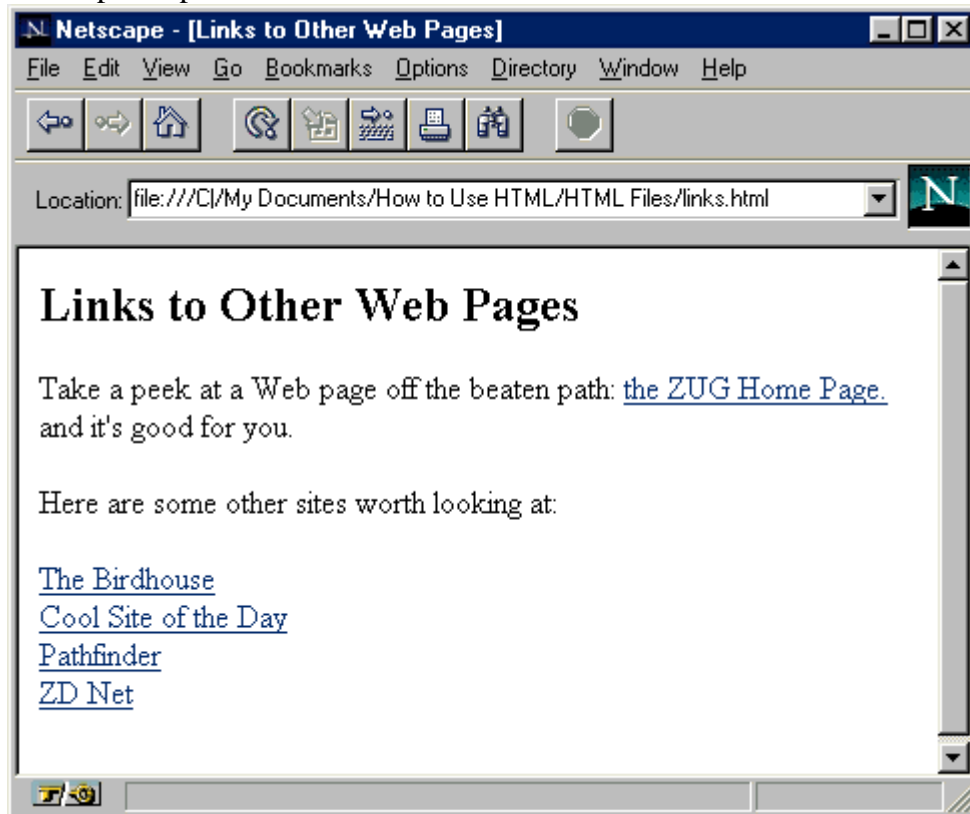 Netscape - [Links to Other Web Pages]
File Edit View Go Bookmarks Options Directory Window Help
Location: file:///C|/My Documents/How to Use HTML/HTML Files/links.html
N
Links to Other Web Pages
Take a peek at a Web page off the beaten path: the ZUG Home Page.
and it's good for you.
Here are some other sites worth looking at:
The Birdhouse
Cool Site of the Day
Pathfinder
ZD Net